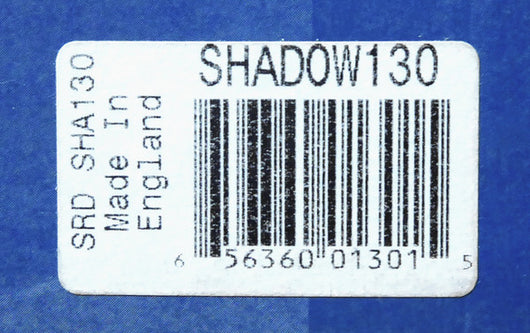 SHADOW130
SRD SHA130
Made In
England
6 56360 01301 5